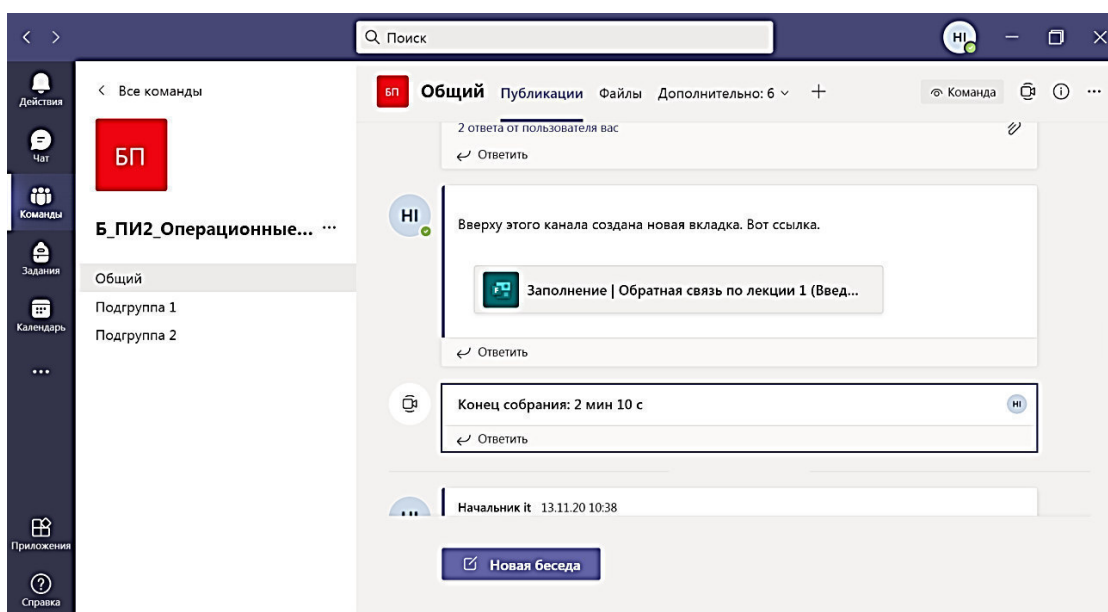 Поиск
НІ
Действия
Чат
Команды
Задания
Календарь
Приложения
Справка
Все команды
БП
Б_ПИ2_Операционные... ...
Общий
Подгруппа 1
Подгруппа 2
БП Общий Публикации Файлы Дополнительно: 6 Команда
2 ответа от пользователя вас
Ответить
НІ
Вверху этого канала создана новая вкладка. Вот ссылка.
Заполнение | Обратная связь по лекции 1 (Введ...
Ответить
Конец собрания: 2 мин 10 с
НІ
Ответить
Начальник it 13.11.20 10:38
Новая беседа